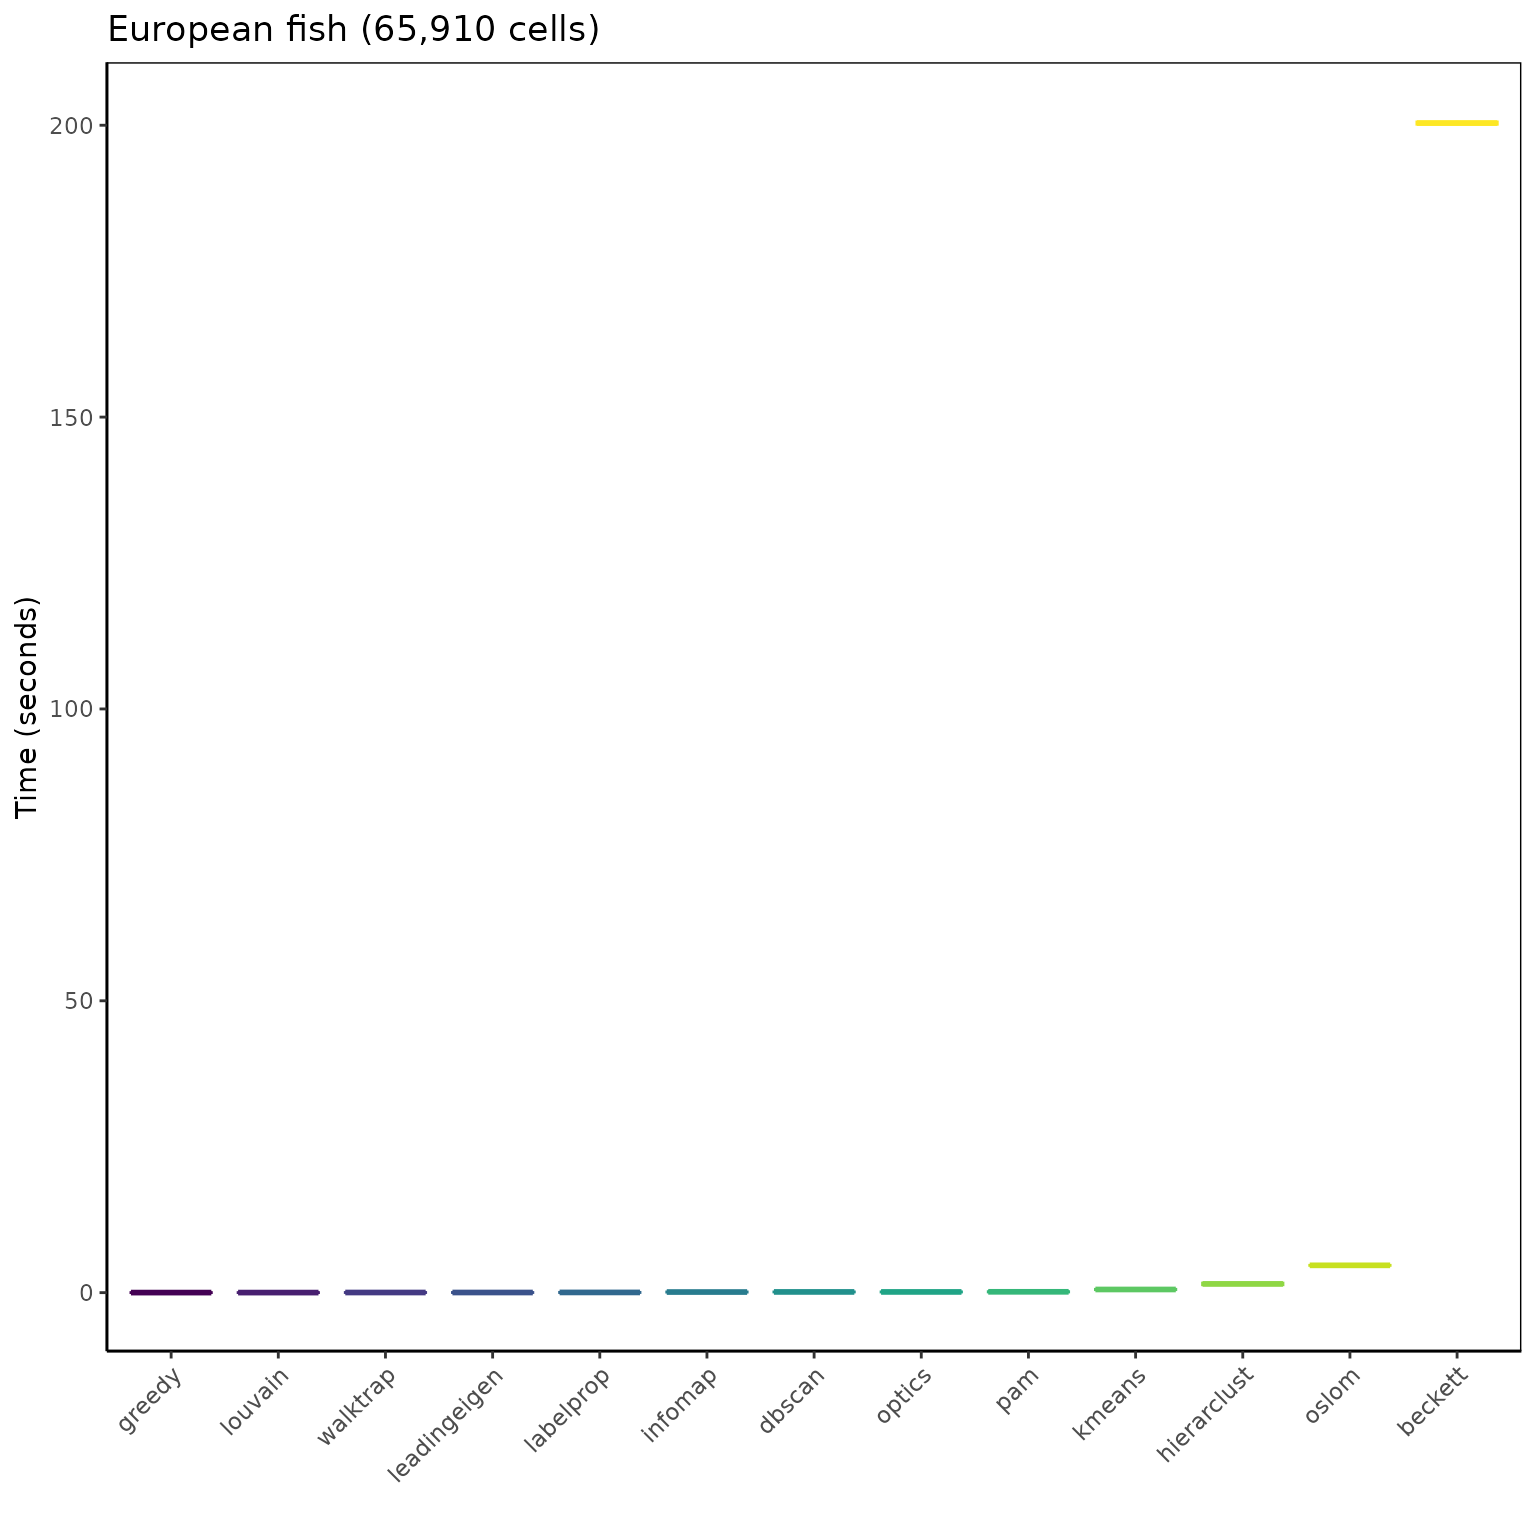 European fish (65,910 cells)
Time (seconds)
200
150
100
50
0
greedy
louvain
walktrap
leadingeigen
labelprop
infomap
dbscan
optics
pam
kmeans
hierarclust
oslom
beckett